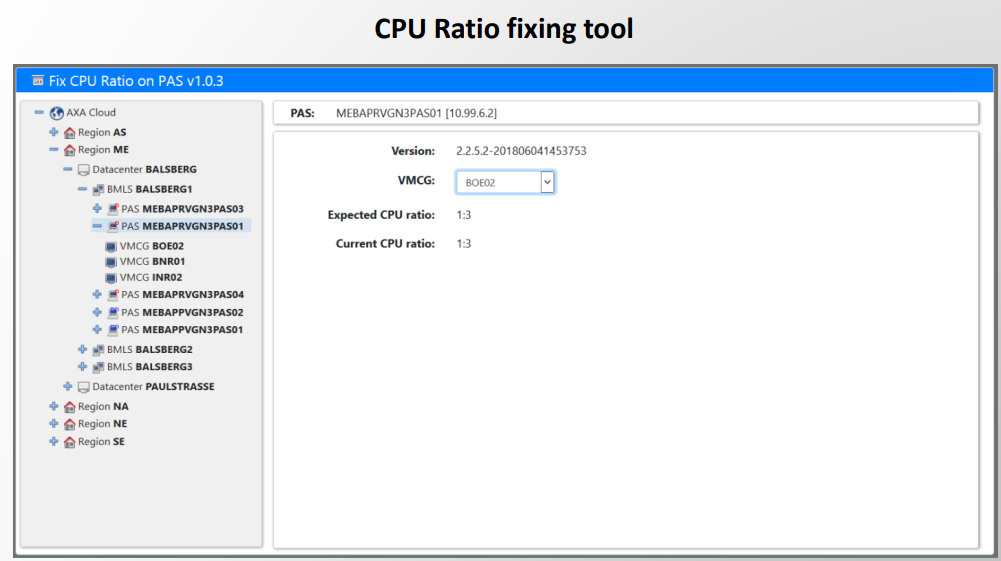 CPU Ratio fixing tool
Fix CPU Ratio on PAS v1.0.3
AXA Cloud
Region AS
Region ME
Datacenter BALSBERG
BMLS BALSBERG1
PAS MEBAPRVGN3PAS03
PAS MEBAPRVGN3PAS01
VMCG BOE02
VMCG BNR01
VMCG INR02
PAS MEBAPRVGN3PAS04
PAS MEBAPPVGN3PAS02
PAS MEBAPPVGN3PAS01
BMLS BALSBERG2
BMLS BALSBERG3
Datacenter PAULSTRASSE
Region NA
Region NE
Region SE
PAS: MEBAPRVGN3PAS01 [10.99.6.2]
Version: 2.2.5.2-201806041453753
VMCG: BOE02
Expected CPU ratio: 1:3
Current CPU ratio: 1:3